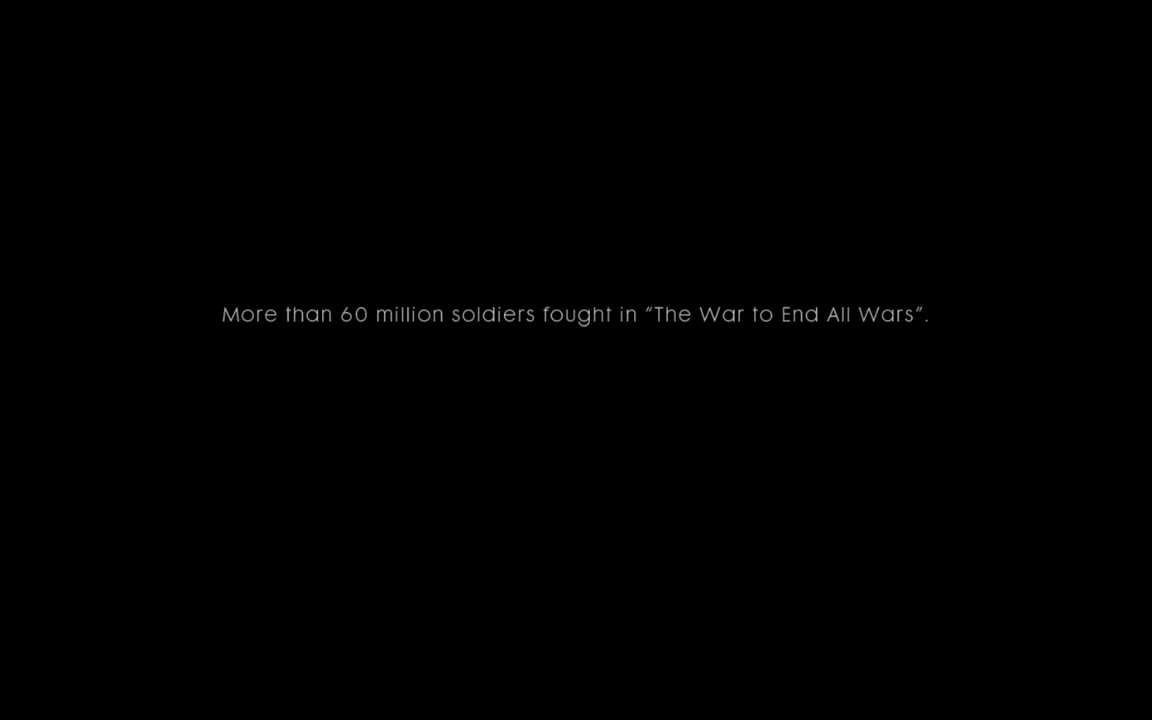 More than 60 million soldiers fought in “The War to End All Wars”.